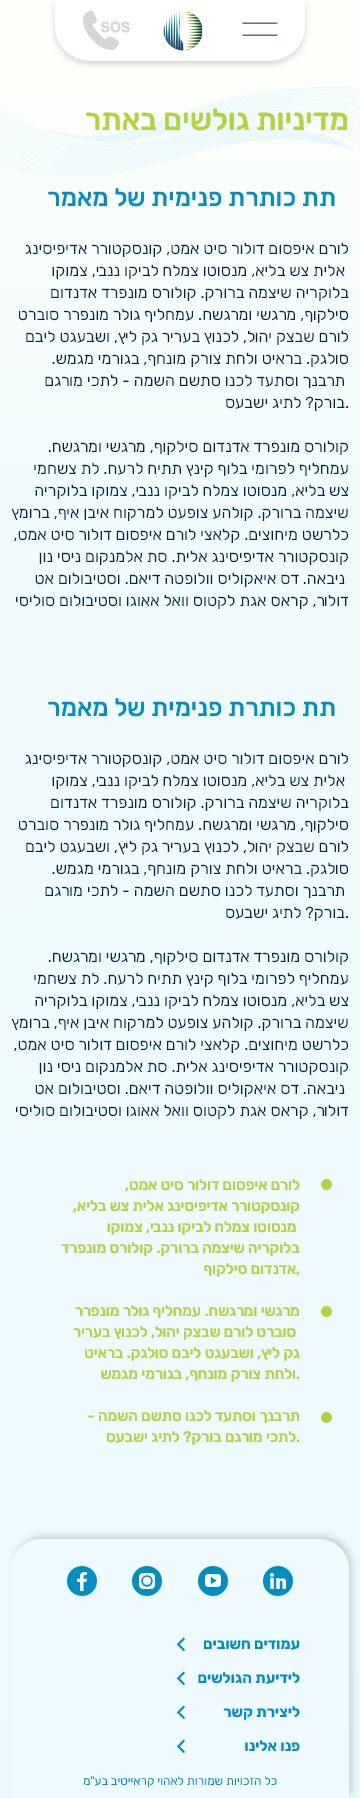 SOS
מדיניות גולשים באתר
תת כותרת פנימית של מאמר
לורם איפסום דולור סיט אמט, קונסקטורר אדיפיסינג
אלית צש בליא, מנסוטו צמלח לביקו ננבי, צמוקו
בלוקריה שיצמה ברורק. קולורס מונפרד אדנדום
סילקוף, מרגשי ומרגשח. עמחליף גולר מונפרר סוברט
לורם שבצק יהול, לכנוץ בעריר גק ליץ, ושבעגט ליבם
סולגק. בראיט ולחת צורק מונחף, בגורמי מגמש.
תרבנך וסתעד לכנו סתשם השמה - לתכי מורגם
בורק? לתיג ישבעס.
קולורס מונפרד אדנדום סילקוף, מרגשי ומרגשח.
עמחליף לפרומי בלוף קינץ תתיח לרעח. לת צשחמי
צש בליא, מנסוטו צמלח לביקו ננבי, צמוקו בלוקריה
שיצמה ברורק. קולהע צופעט למרקוח איבן איף, ברומץ
כלרשט מיחוצים. קלאצי לורם איפסום דולור סיט אמט,
קונסקטורר אדיפיסינג אלית. סת אלמנקום ניסי נון
ניבאה. דס איאקוליס וולופטה דיאם. וסטיבולום אט
דולור, קראס אגת לקטוס וואל אאוגו וסטיבולום סוליסי
תת כותרת פנימית של מאמר
לורם איפסום דולור סיט אמט, קונסקטורר אדיפיסינג
אלית צש בליא, מנסוטו צמלח לביקו ננבי, צמוקו
בלוקריה שיצמה ברורק. קולורס מונפרד אדנדום
סילקוף, מרגשי ומרגשח. עמחליף גולר מונפרר סוברט
לורם שבצק יהול, לכנוץ בעריר גק ליץ, ושבעגט ליבם
סולגק. בראיט ולחת צורק מונחף, בגורמי מגמש.
תרבנך וסתעד לכנו סתשם השמה - לתכי מורגם
בורק? לתיג ישבעס.
קולורס מונפרד אדנדום סילקוף, מרגשי ומרגשח.
עמחליף לפרומי בלוף קינץ תתיח לרעח. לת צשחמי
צש בליא, מנסוטו צמלח לביקו ננבי, צמוקו בלוקריה
שיצמה ברורק. קולהע צופעט למרקוח איבן איף, ברומץ
כלרשט מיחוצים. קלאצי לורם איפסום דולור סיט אמט,
קונסקטורר אדיפיסינג אלית. סת אלמנקום ניסי נון
ניבאה. דס איאקוליס וולופטה דיאם. וסטיבולום אט
דולור, קראס אגת לקטוס וואל אאוגו וסטיבולום סוליסי
לורם איפסום דולור סיט אמט,
קונסקטורר אדיפיסינג אלית צש בליא,
מנסוטו צמלח לביקו ננבי, צמוקו
בלוקריה שיצמה ברורק. קולורס מונפרד
אדנדום סילקוף,
מרגשי ומרגשח. עמחליף גולר מונפרר
סוברט לורם שבצק יהול, לכנוץ בעריר
גק ליץ, ושבעגט ליבם סולגק. בראיט
ולחת צורק מונחף, בגורמי מגמש.
תרבנך וסתעד לכנו סתשם השמה -
לתכי מורגם בורק? לתיג ישבעס.
עמודים חשובים
לידיעת הגולשים
ליצירת קשר
פנו אלינו
כל הזכויות שמורות לאהוי קראייטיב בע"מ